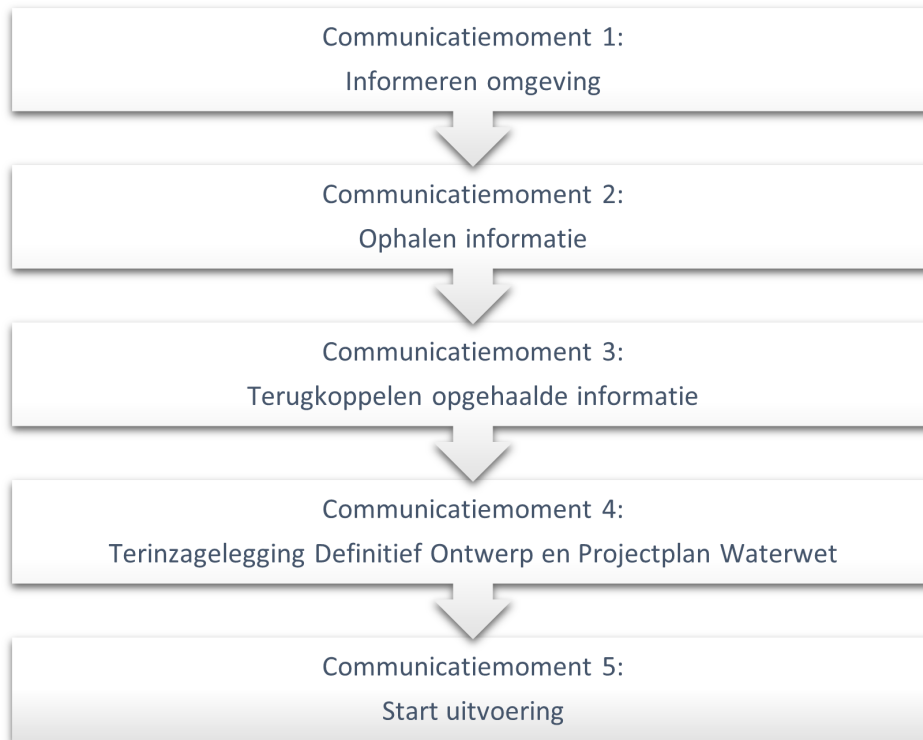 Communicatiemoment 1:
Informeren omgeving
Communicatiemoment 2:
Ophalen informatie
Communicatiemoment 3:
Terugkoppelen opgehaalde informatie
Communicatiemoment 4:
Terinzagelegging Definitief Ontwerp en Projectplan Waterwet
Communicatiemoment 5:
Start uitvoering